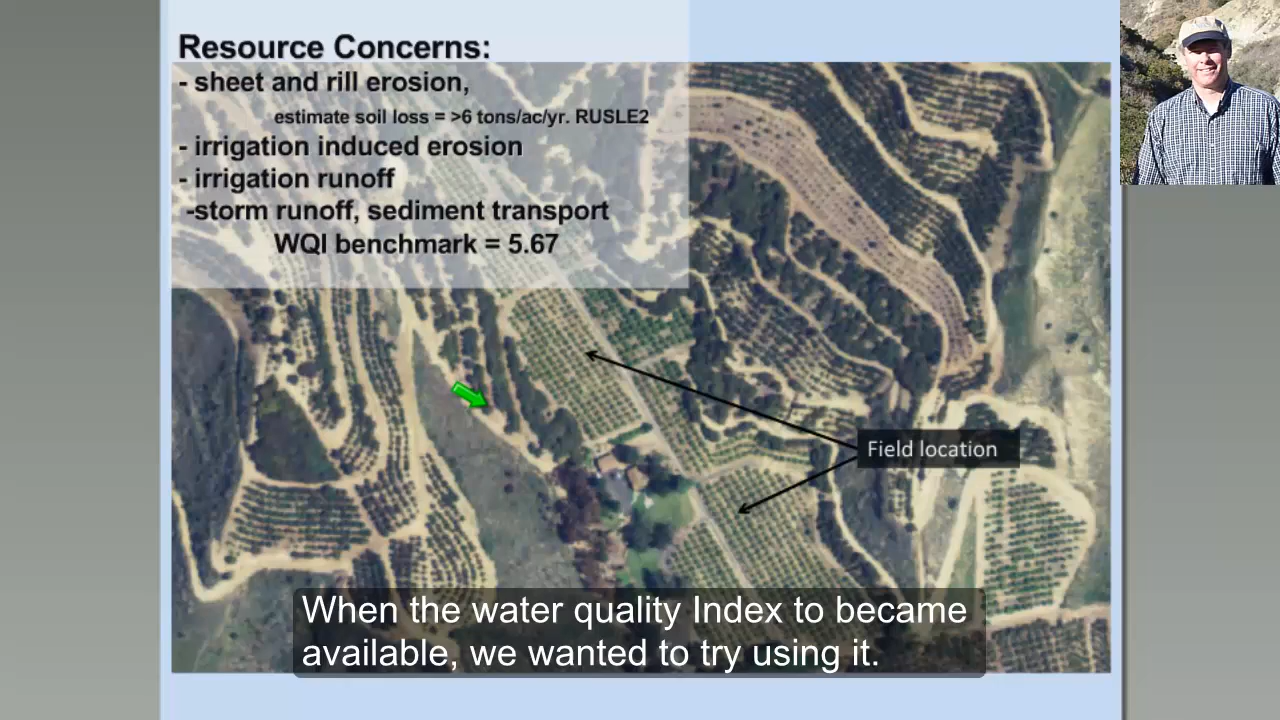 Resource Concerns:
- sheet and rill erosion,
estimate soil loss = >6 tons/ac/yr. RUSLE2
- irrigation induced erosion
- irrigation runoff
-storm runoff, sediment transport
WQI benchmark = 5.67
Field location
When the water quality Index to became
available, we wanted to try using it.